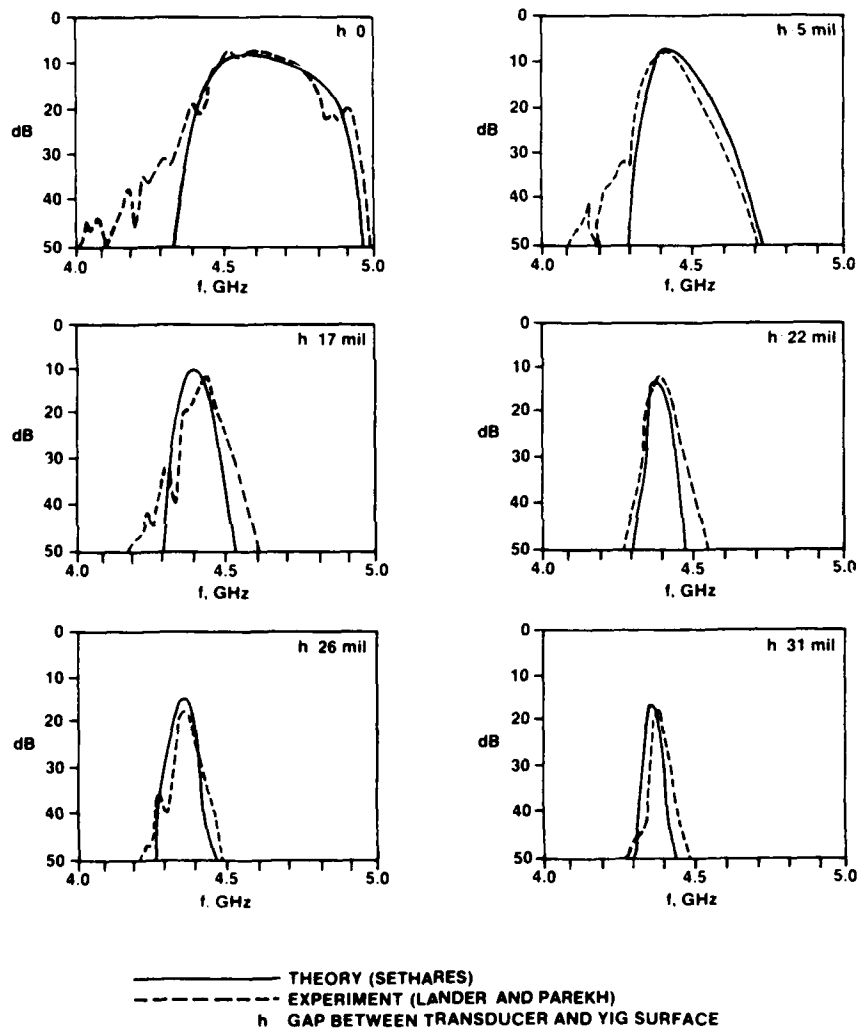 h 0
0
10
20
30
40
50
dB
4.0
4.5
5.0
f, GHz
h 5 mil
0
10
20
30
40
50
dB
4.0
4.5
5.0
f, GHz
h 17 mil
0
10
20
30
40
50
dB
4.0
4.5
5.0
f, GHz
h 22 mil
0
10
20
30
40
50
dB
4.0
4.5
5.0
f, GHz
h 26 mil
0
10
20
30
40
50
dB
4.0
4.5
5.0
f. GHz
h 31 mil
0
10
20
30
40
50
dB
4.0
4.5
5.0
f, GHz
THEORY (SETHARES)
EXPERIMENT (LANDER AND PAREKH)
h GAP BETWEEN TRANSDUCER AND YIG SURFACE